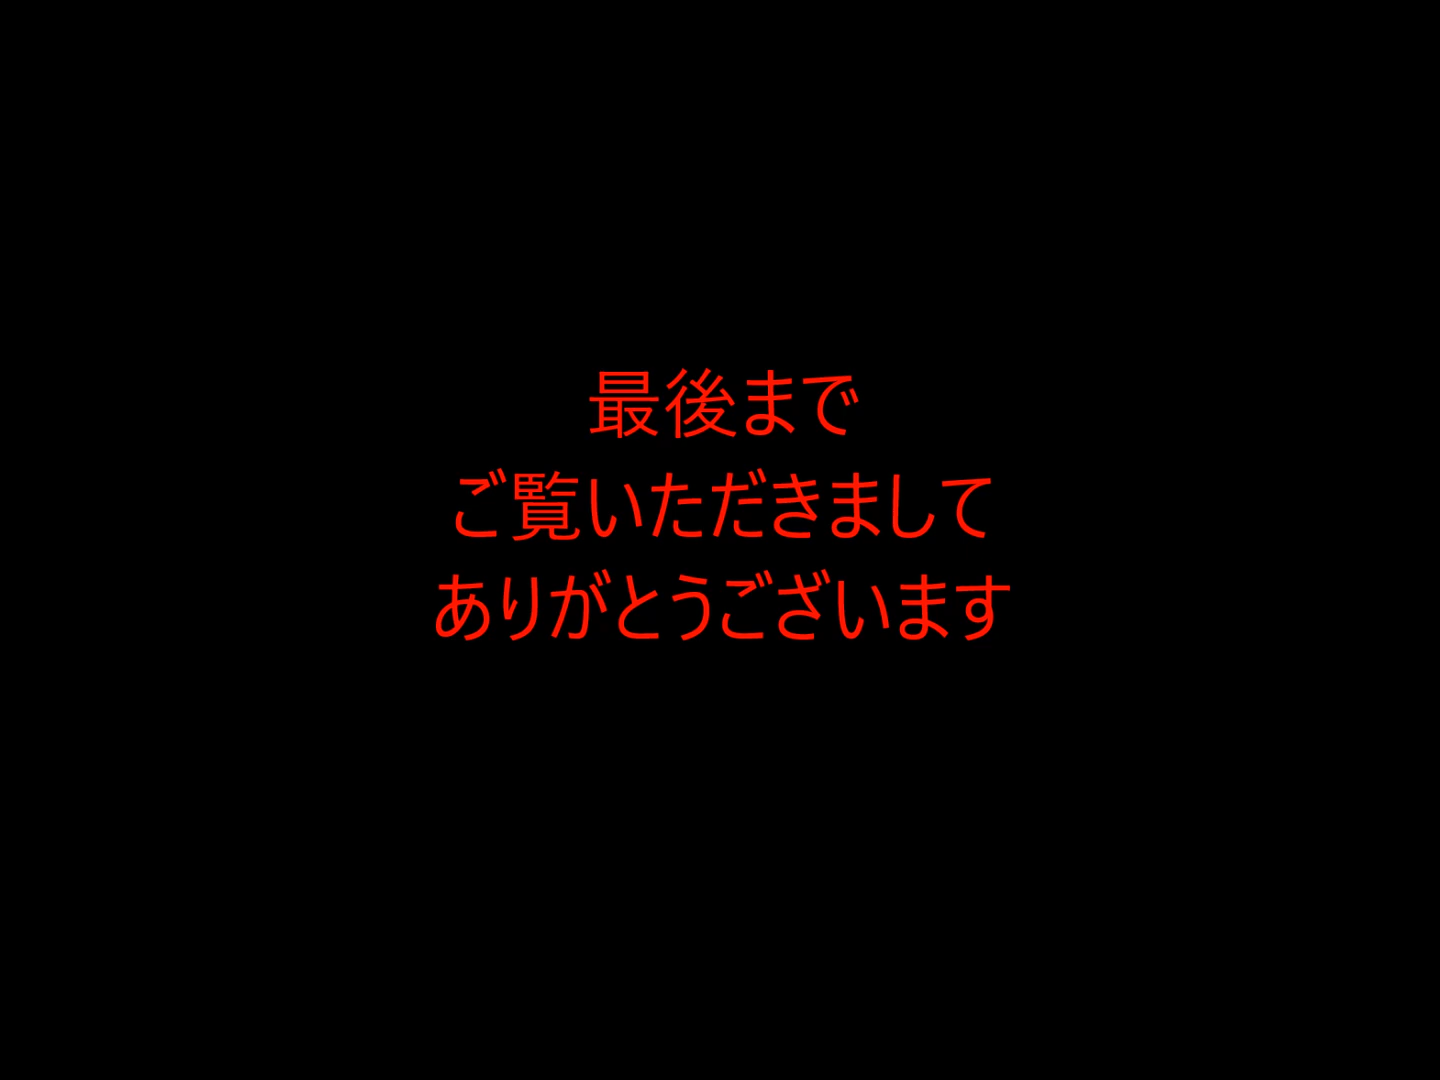 最後まで
ご覧いただきまして
ありがとうございます